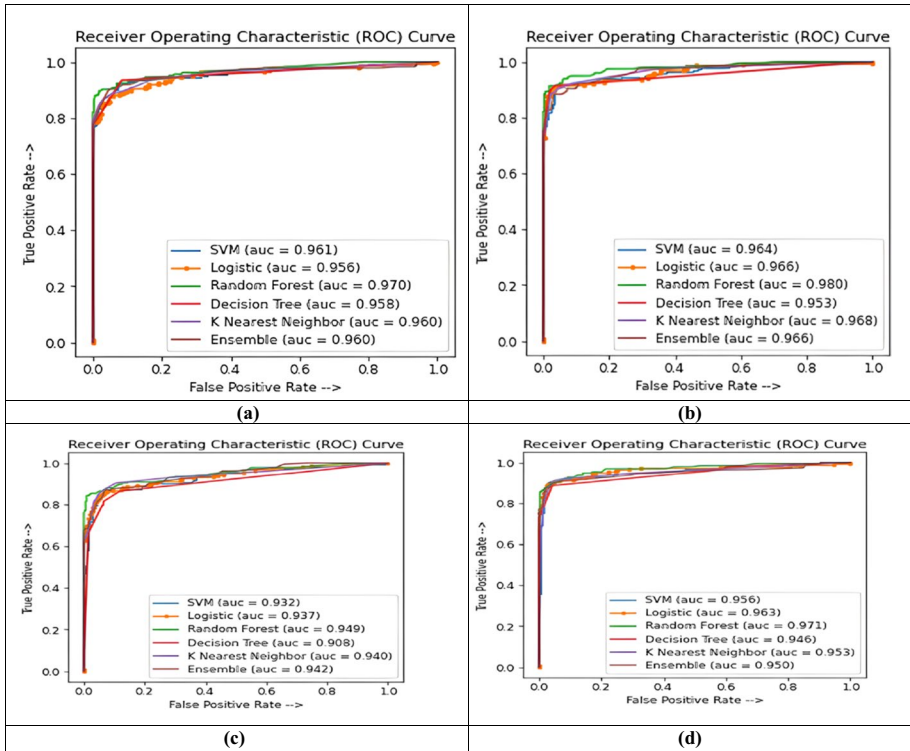 Receiver Operating Characteristic (ROC) Curve
1.0
0.8
0.6
0.4
0.2
0.0
True Positive Rate -->
SVM (auc = 0.961)
Logistic (auc = 0.956)
Random Forest (auc = 0.970)
Decision Tree (auc = 0.958)
K Nearest Neighbor (auc = 0.960)
Ensemble (auc = 0.960)
0.0 0.2 0.4 0.6 0.8 1.0
False Positive Rate -->
(a)
Receiver Operating Characteristic (ROC) Curve
1.0
0.8
0.6
0.4
0.2
0.0
True Positive Rate -->
SVM (auc = 0.964)
Logistic (auc = 0.966)
Random Forest (auc = 0.980)
Decision Tree (auc = 0.953)
K Nearest Neighbor (auc = 0.968)
Ensemble (auc = 0.966)
0.0 0.2 0.4 0.6 0.8 1.0
False Positive Rate -->
(b)
Receiver Operating Characteristic (ROC) Curve
1.0
0.8
0.6
0.4
0.2
0.0
True Positive Rate -->
SVM (auc = 0.932)
Logistic (auc = 0.937)
Random Forest (auc = 0.949)
Decision Tree (auc = 0.908)
K Nearest Neighbor (auc = 0.940)
Ensemble (auc = 0.942)
0.0 0.2 0.4 0.6 0.8 1.0
False Positive Rate -->
(c)
Receiver Operating Characteristic (ROC) Curve
1.0
0.8
0.6
0.4
0.2
0.0
True Positive Rate -->
SVM (auc = 0.956)
Logistic (auc = 0.963)
Random Forest (auc = 0.971)
Decision Tree (auc = 0.946)
K Nearest Neighbor (auc = 0.953)
Ensemble (auc = 0.950)
0.0 0.2 0.4 0.6 0.8 1.0
False Positive Rate -->
(d)